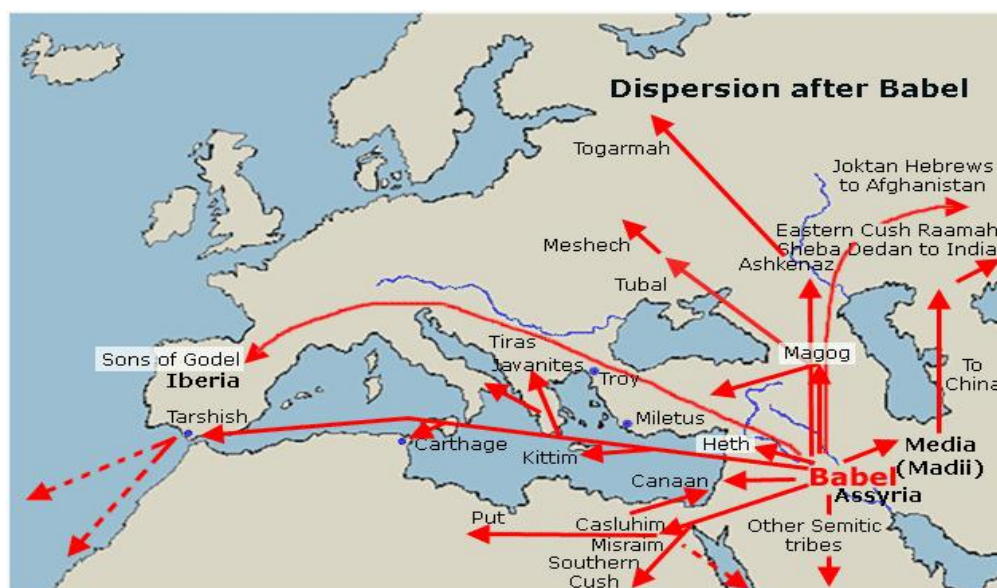 Dispersion after Babel
Togarmah
Joktan Hebrews
to Afghanistan
Eastern Cush Raamah
Sheba Dedan to India
Ashkenaz
Meshech
Tubal
Tiras
Javanites
Troy
Magog
To
China
Sons of Godel
Iberia
Tarshish
Carthage
Miletus
Kittim
Heth
Media
(Madii)
Babel
Assyria
Canaan
Put
Casluhim
Misraim
Southern
Cush
Other Semitic
tribes